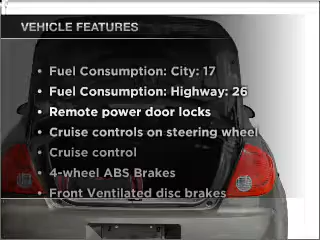 VEHICLE FEATURES
• Fuel Consumption: City: 17
• Fuel Consumption: Highway: 26
• Remote power door locks
• Cruise controls on steering wheel
• Cruise control
• 4-wheel ABS Brakes
• Front Ventilated disc brakes